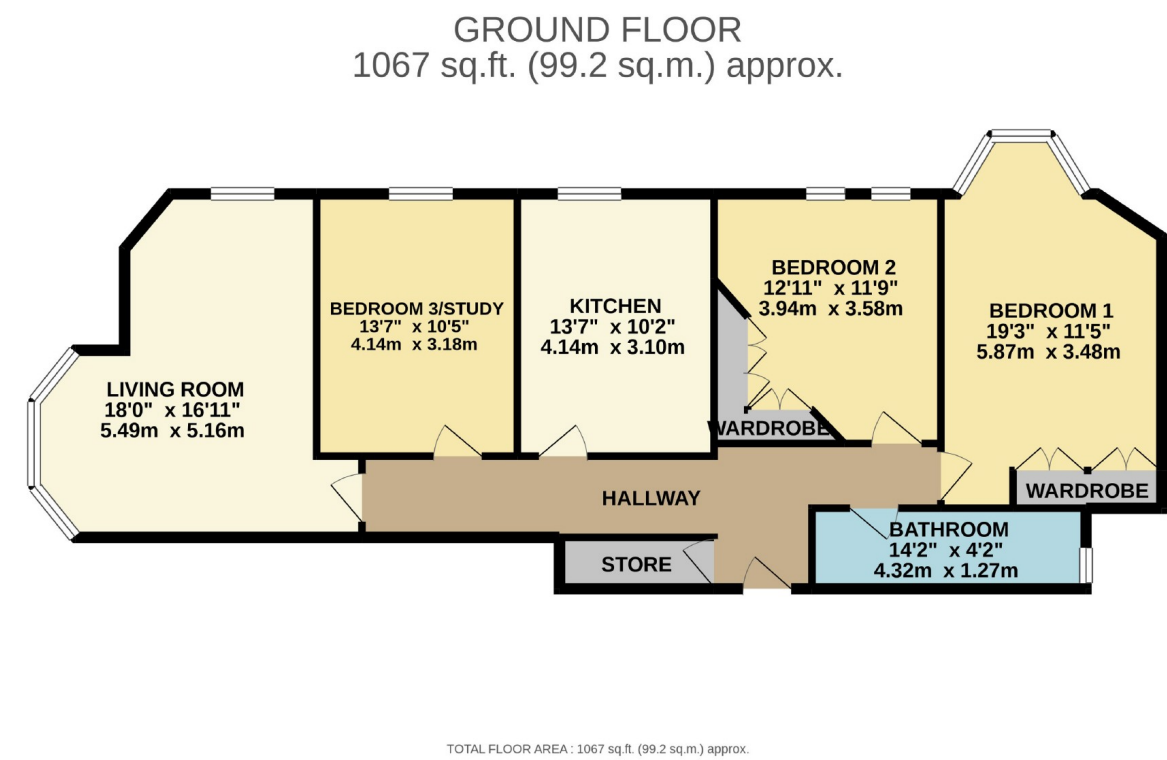 GROUND FLOOR
1067 sq.ft. (99.2 sq.m.) approx.
BEDROOM 2
12'11" x 11'9"
3.94m x 3.58m
BEDROOM 3/STUDY
13'7" x 10'5"
4.14m x 3.18m
KITCHEN
13'7" x 10'2"
4.14m x 3.10m
BEDROOM 1
19'3" x 11'5"
5.87m x 3.48m
LIVING ROOM
18'0" x 16'11"
5.49m x 5.16m
WARDROBE
HALLWAY
WARDROBE
BATHROOM
14'2" x 4'2"
4.32m x 1.27m
STORE
TOTAL FLOOR AREA : 1067 sq.ft. (99.2 sq.m.) approx.